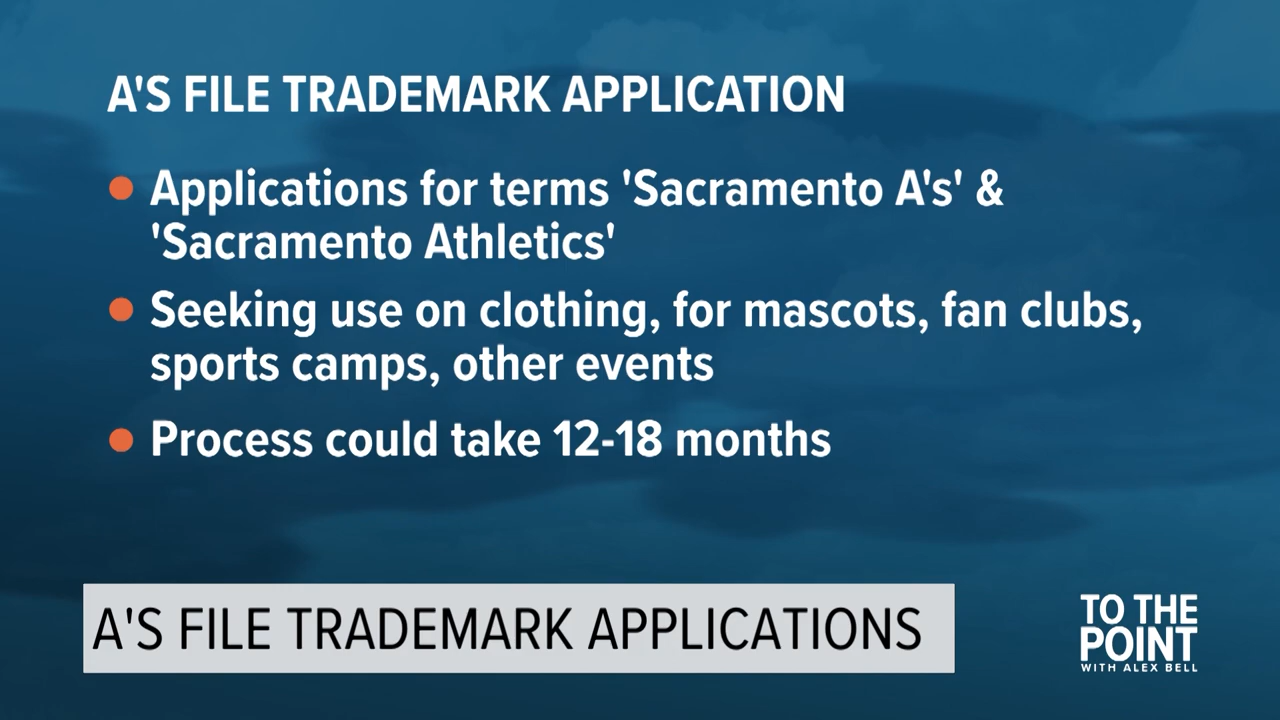 A'S FILE TRADEMARK APPLICATION
Applications for terms 'Sacramento A's' &
'Sacramento Athletics'
Seeking use on clothing, for mascots, fan clubs,
sports camps, other events
Process could take 12-18 months
A'S FILE TRADEMARK APPLICATIONS
TO THE
POINT
WITH ALEX BELL